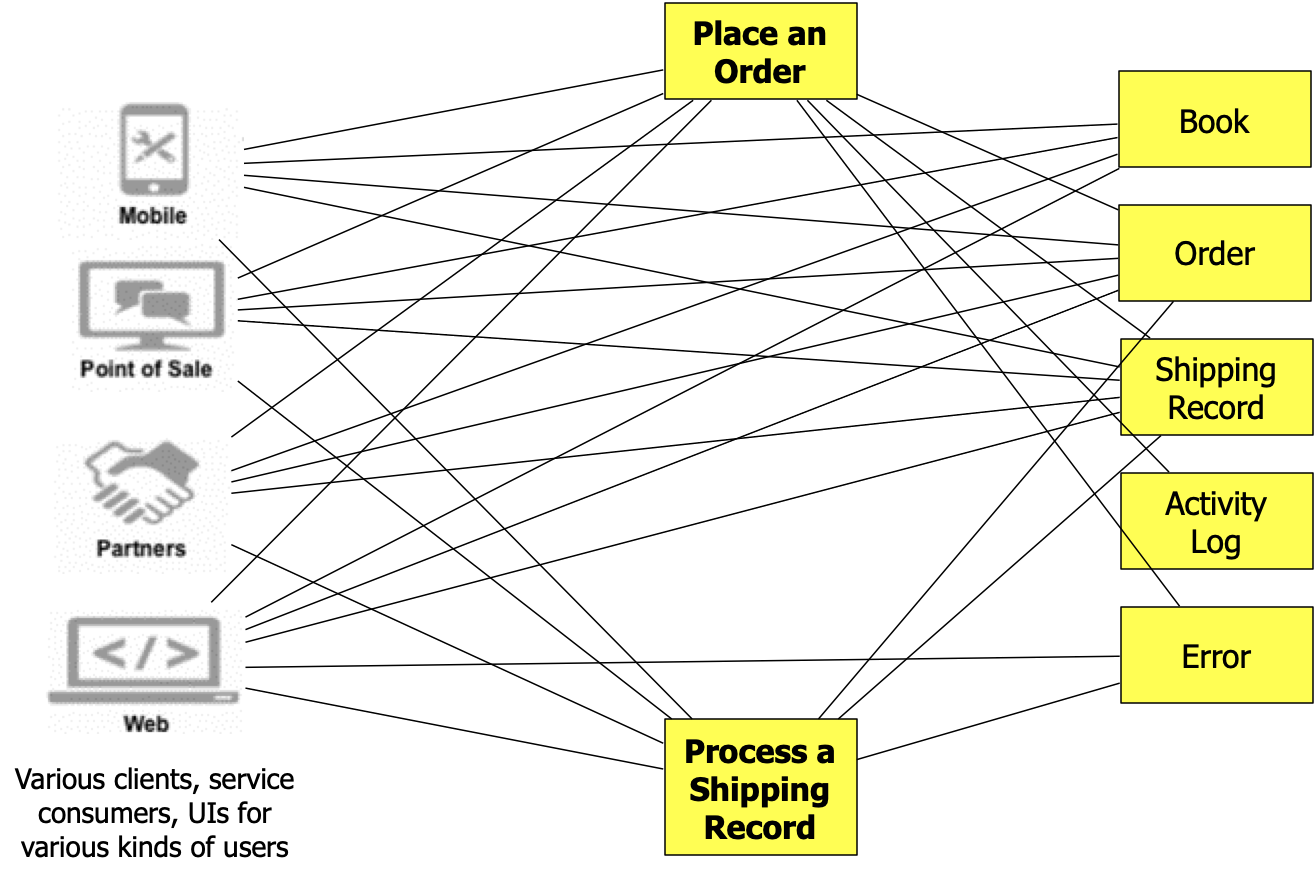 Place an
Order
Book
Mobile
Order
Point of Sale
Shipping
Record
Activity
Log
Partners
Error
</>
Web
Process a
Shipping
Record
Various clients, service
consumers, UIs for
various kinds of users